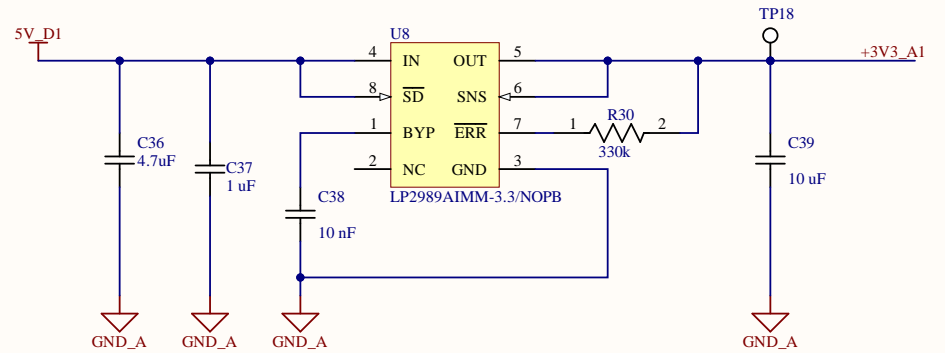 TP18
5V_D1
U8
+3V3_A1
4 IN OUT 5
8 SD SNS 6
1 BYP ERR 7
2 NC GND 3
1 R30 2
330k
C36
4.7uF
C37
1 uF
C38
10 nF
C39
10 uF
LP2989AIMM-3.3/NOPB
GND_A
GND_A
GND_A
GND_A